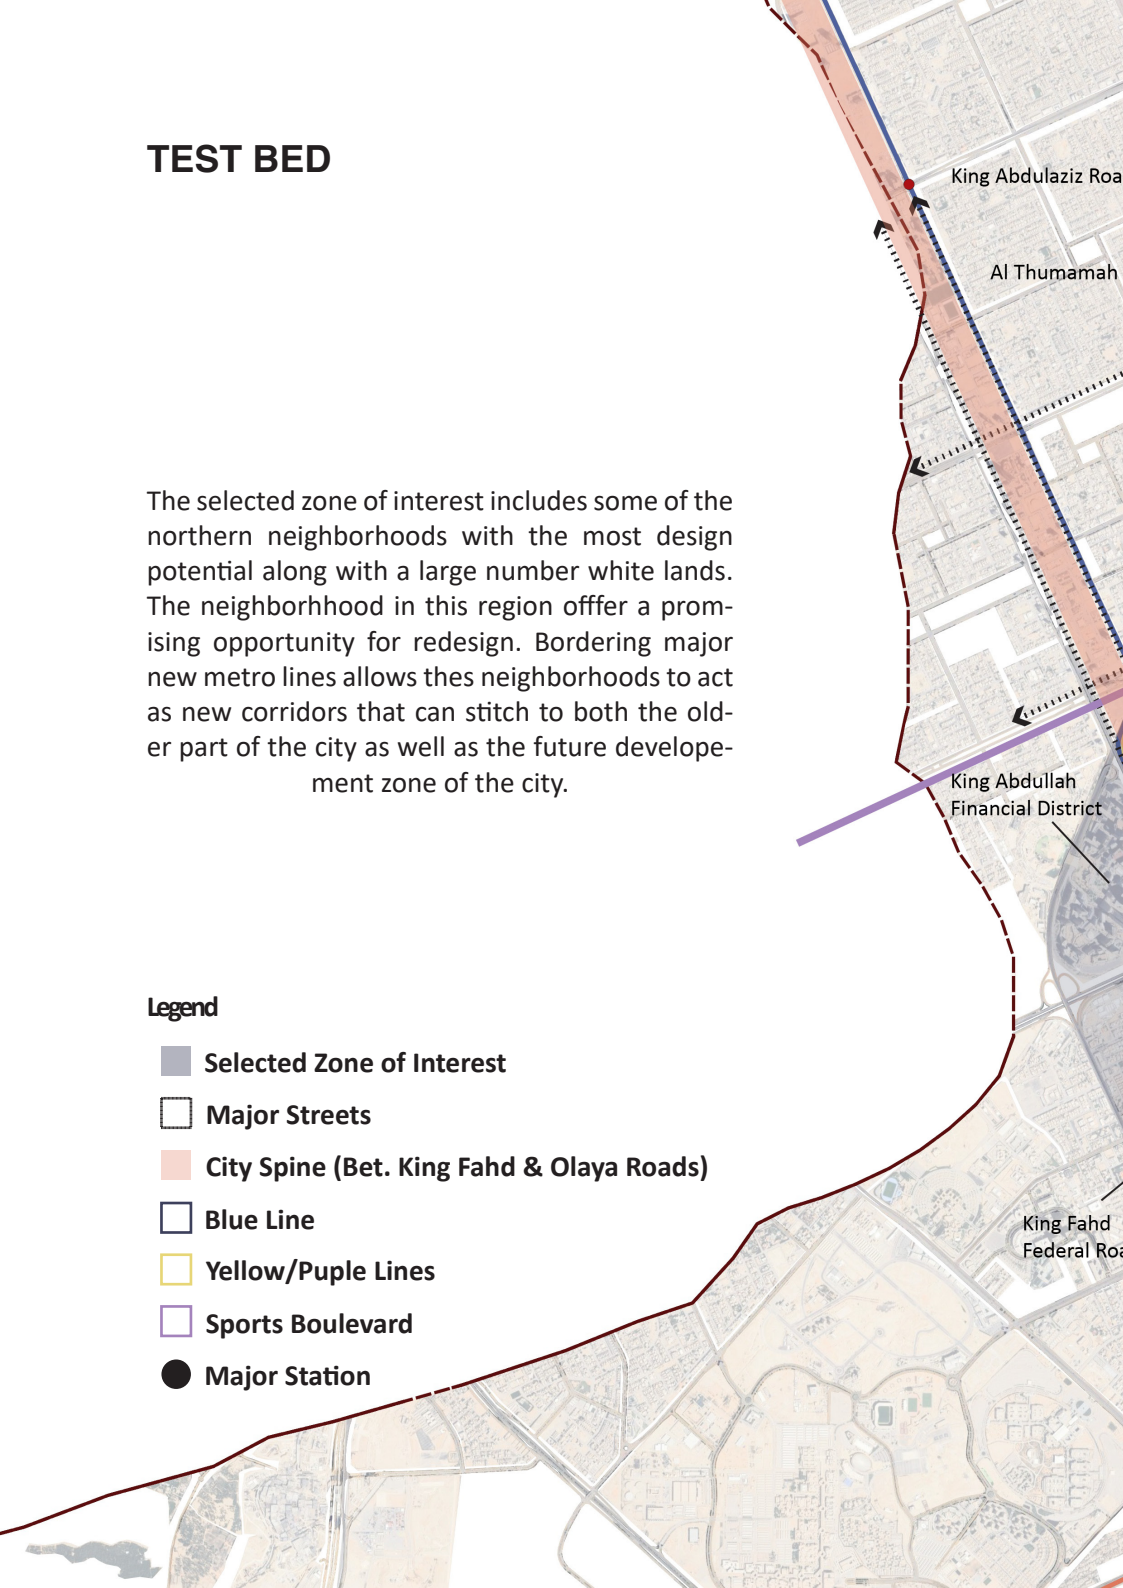 TEST BED
King Abdulaziz Roa
Al Thumamah
The selected zone of interest includes some of the
northern neighborhoods with the most design
potential along with a large number white lands.
The neighborhhood in this region offfer a prom-
ising opportunity for redesign. Bordering major
new metro lines allows thes neighborhoods to act
as new corridors that can stitch to both the old-
er part of the city as well as the future develope-
ment zone of the city.
King Abdullah
Financial District
Legend
Selected Zone of Interest
Major Streets
City Spine (Bet. King Fahd & Olaya Roads)
Blue Line
Yellow/Puple Lines
Sports Boulevard
Major Station
King Fahd
Federal Roa